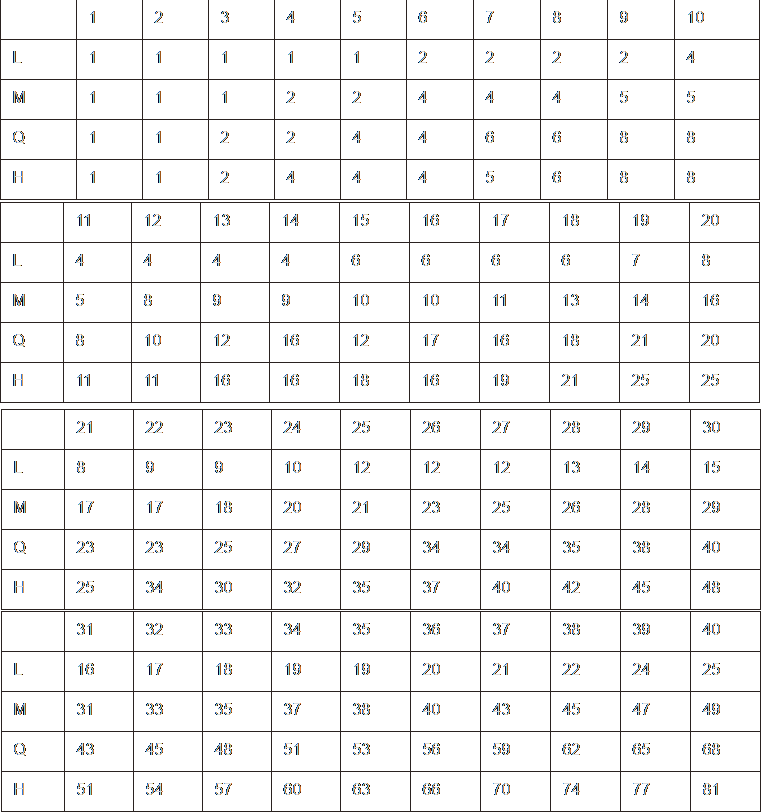 1 2 3 4 5 6 7 8 9 10
L 1 1 1 1 1 2 2 2 2 4
M 1 1 1 2 2 4 4 4 5 5
Q 1 1 2 2 4 4 6 6 8 8
H 1 1 2 4 4 4 5 6 8 8
11 12 13 14 15 16 17 18 19 20
L 4 4 4 4 6 6 6 6 7 8
M 5 8 9 9 10 10 11 13 14 16
Q 8 10 12 16 12 17 16 18 21 20
H 11 11 16 16 18 16 19 21 25 25
21 22 23 24 25 26 27 28 29 30
L 8 9 9 10 12 12 12 13 14 15
M 17 17 18 20 21 23 25 26 28 29
Q 23 23 25 27 29 34 34 35 38 40
H 25 34 30 32 35 37 40 42 45 48
31 32 33 34 35 36 37 38 39 40
L 16 17 18 19 19 20 21 22 24 25
M 31 33 35 37 38 40 43 45 47 49
Q 43 45 48 51 53 56 59 62 65 68
H 51 54 57 60 63 66 70 74 77 81